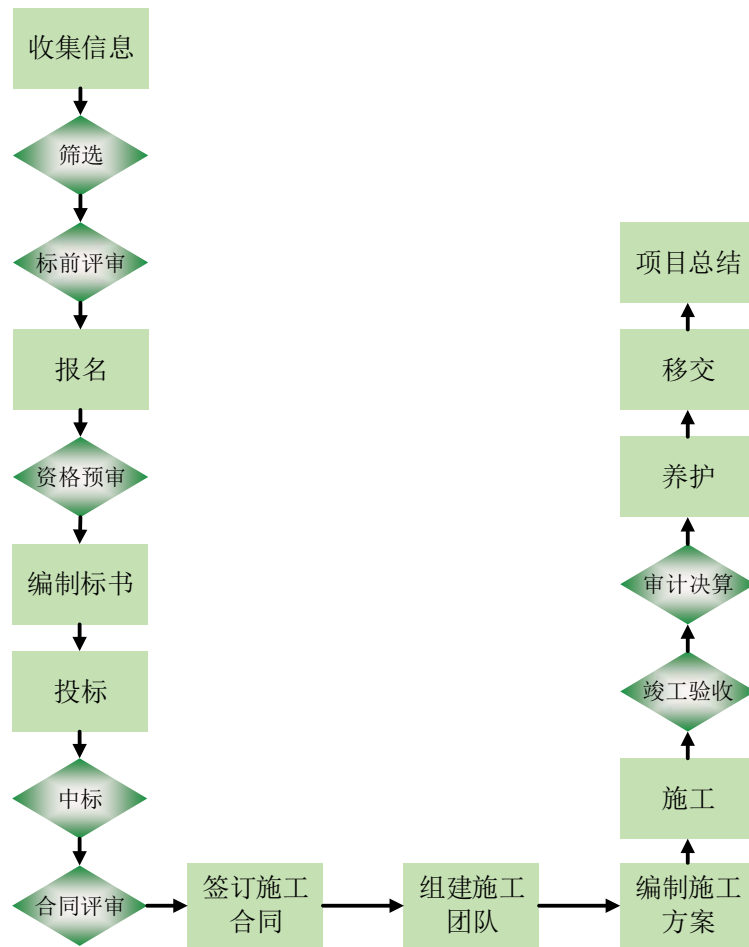 收集信息
筛选
标前评审
报名
资格预审
编制标书
投标
中标
合同评审
签订施工
合同
组建施工
团队
编制施工
方案
施工
竣工验收
审计决算
养护
移交
项目总结